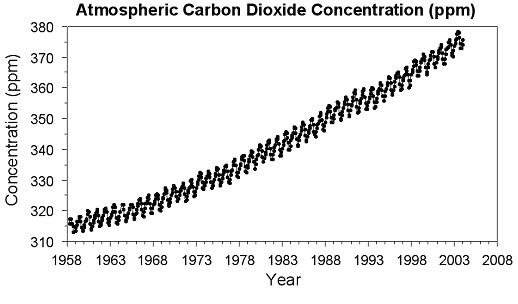 Atmospheric Carbon Dioxide Concentration (ppm)
380
370
360
350
340
330
320
310
Concentration (ppm)
1958 1963 1968 1973 1978 1983 1988 1993 1998 2003 2008
Year